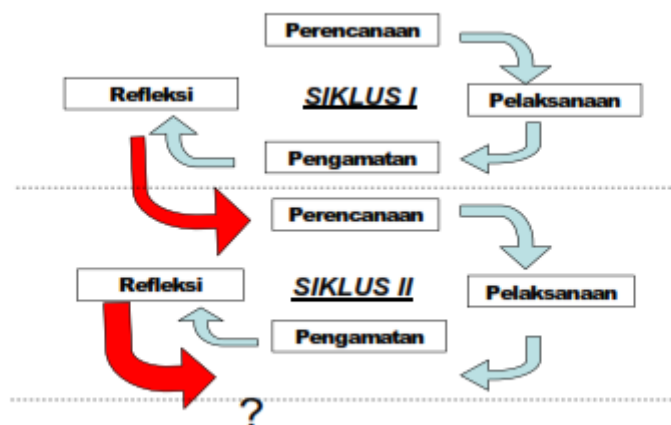 Perencanaan
Refleksi
SIKLUS I
Pelaksanaan
Pengamatan
Perencanaan
Refleksi
SIKLUS II
Pelaksanaan
Pengamatan
?